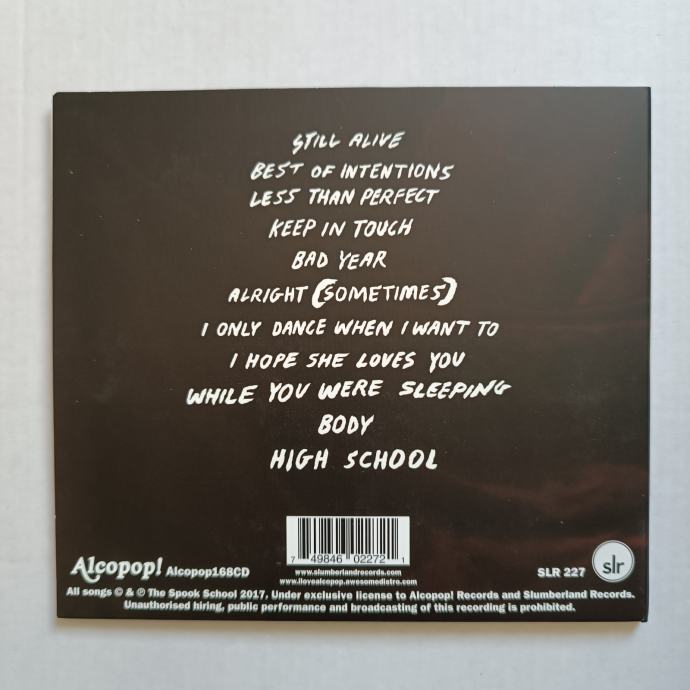 STILL ALIVE
BEST OF INTENTIONS
LESS THAN PERFECT
KEEP IN TOUCH
BAD YEAR
ALRIGHT (SOMETIMES)
I ONLY DANCE WHEN I WANT TO
I HOPE SHE LOVES YOU
WHILE YOU WERE SLEEPING
BODY
HIGH SCHOOL
7 49846 02272 1
Alcopop! Alcopop168CD
www.slumberlandrecords.com
www.ilovealcopop.awesomedistro.com
SLR 227
slr
All songs © & ℗ The Spook School 2017. Under exclusive license to Alcopop! Records and Slumberland Records.
Unauthorised hiring, public performance and broadcasting of this recording is prohibited.